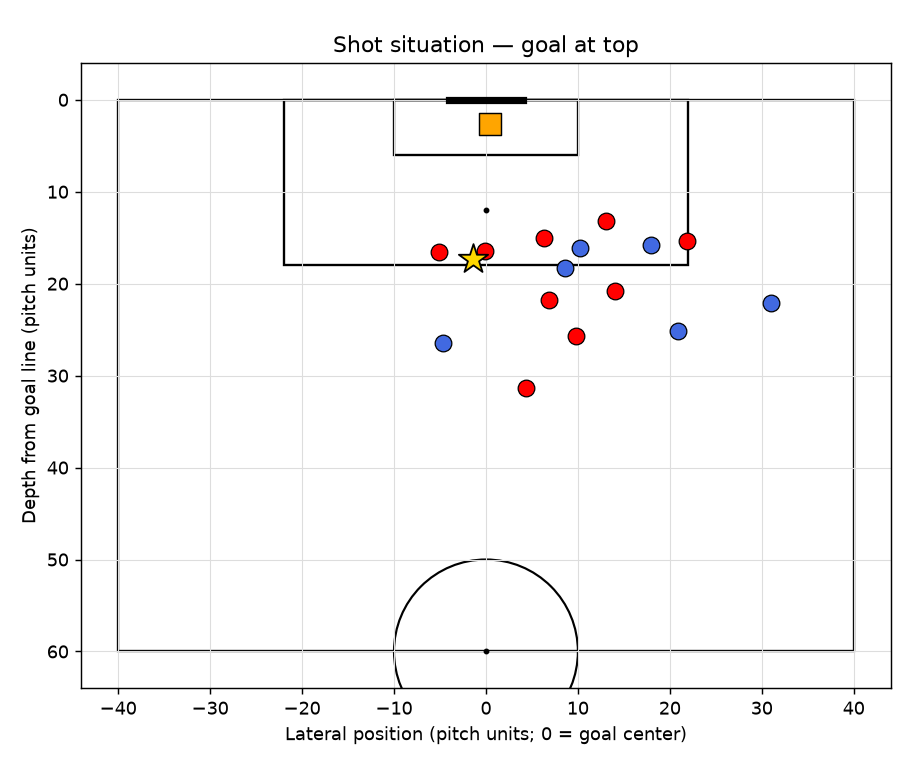 Shot situation — goal at top
0
10
20
30
40
50
60
Depth from goal line (pitch units)
−40 −30 −20 −10 0 10 20 30 40
Lateral position (pitch units; 0 = goal center)